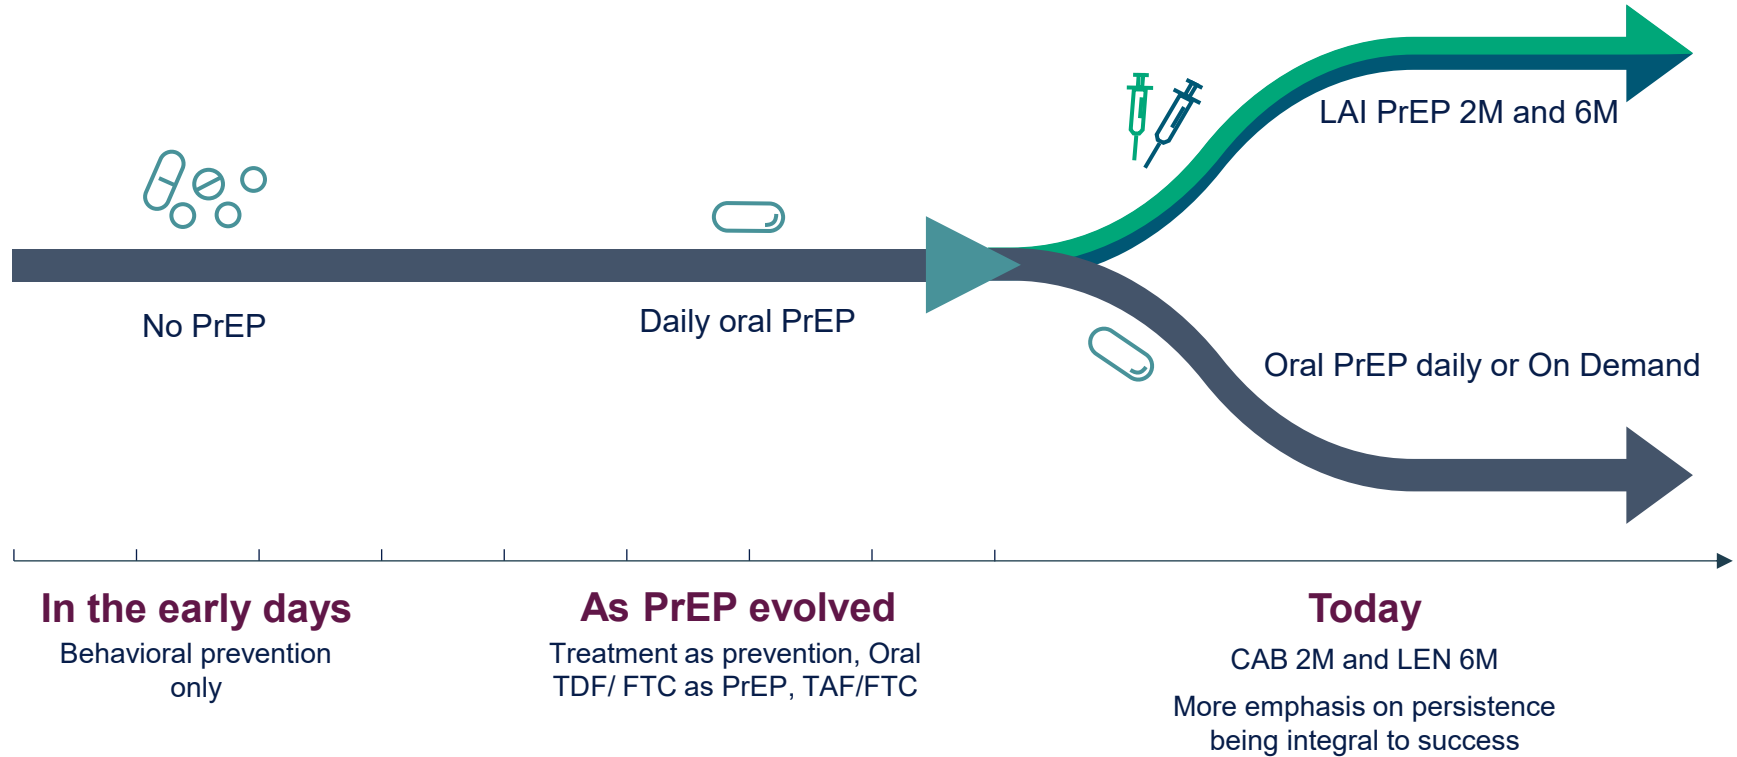 LAI PrEP 2M and 6M
No PrEP
Daily oral PrEP
Oral PrEP daily or On Demand
In the early days
Behavioral prevention
only
As PrEP evolved
Treatment as prevention, Oral
TDF/ FTC as PrEP, TAF/FTC
Today
CAB 2M and LEN 6M
More emphasis on persistence
being integral to success